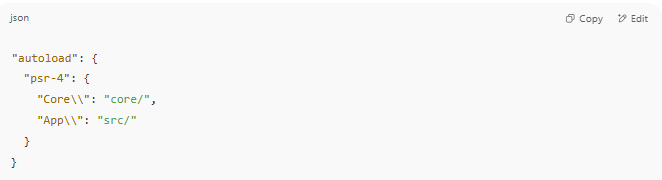 json
Copy
Edit
"autoload": {
  "psr-4": {
    "Core\\": "core/",
    "App\\": "src/"
  }
}